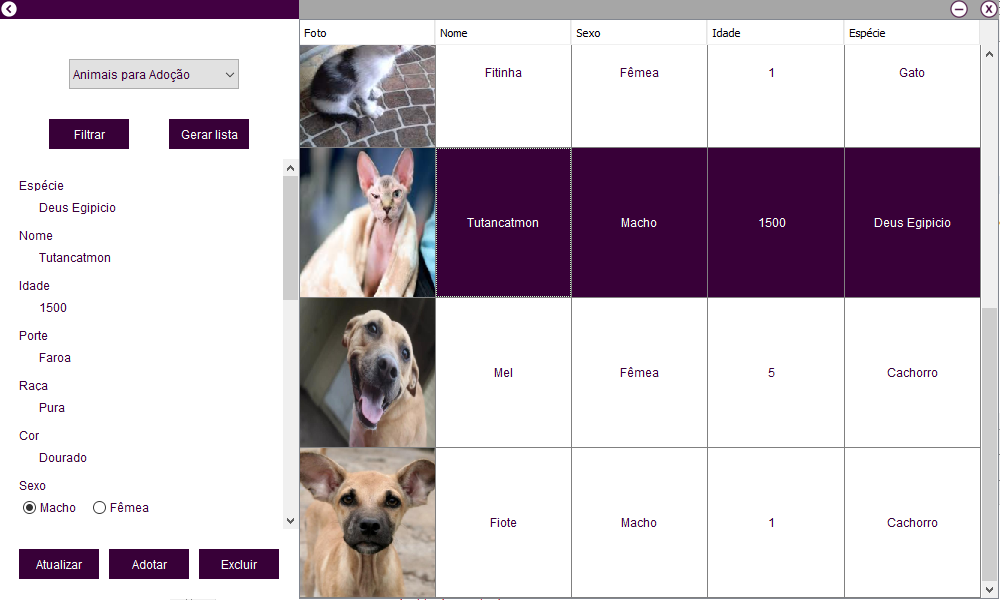 Animais para Adoção
Filtrar Gerar lista
Espécie
Deus Egipicio
Nome
Tutancatmon
Idade
1500
Porte
Faroa
Raca
Pura
Cor
Dourado
Sexo
Macho Fêmea
Atualizar Adotar Excluir
Foto Nome Sexo Idade Espécie
Fitinha Fêmea 1 Gato
Tutancatmon Macho 1500 Deus Egipicio
Mel Fêmea 5 Cachorro
Fiote Macho 1 Cachorro